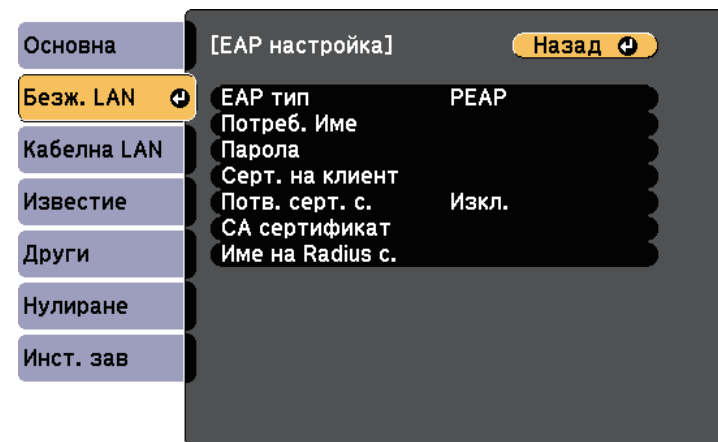 Основна
Безж. LAN
Кабелна LAN
Известие
Други
Нулиране
Инст. зав
[EAP настройка]
Назад
EAP тип PEAP
Потреб. Име
Парола
Серт. на клиент
Потв. серт. с. Изкл.
СА сертификат
Име на Radius с.